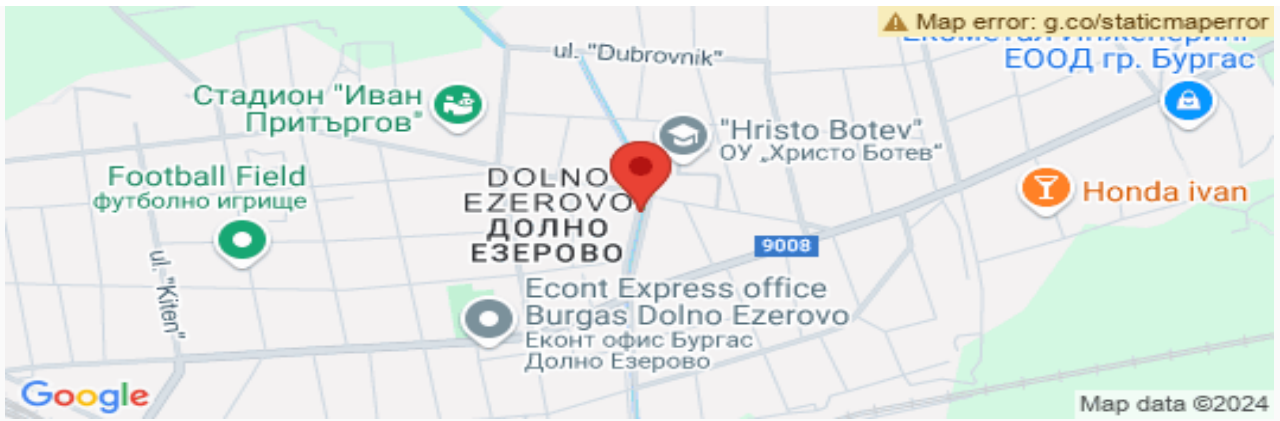 ⚠ Map error: g.co/staticmaperror
ul. "Dubrovnik"
ЕООД гр. Бургас
Стадион "Иван
Притъргов"
"Hristo Botev"
ОУ „Христо Ботев“
Football Field
футболно игрище
DOLNO
EZEROVO
ДОЛНО
ЕЗЕРОВО
Honda ivan
9008
ul. "Kiten"
Econt Express office
Burgas Dolno Ezerovo
Еконт офис Бургас
Долно Езерово
Google
Map data ©2024